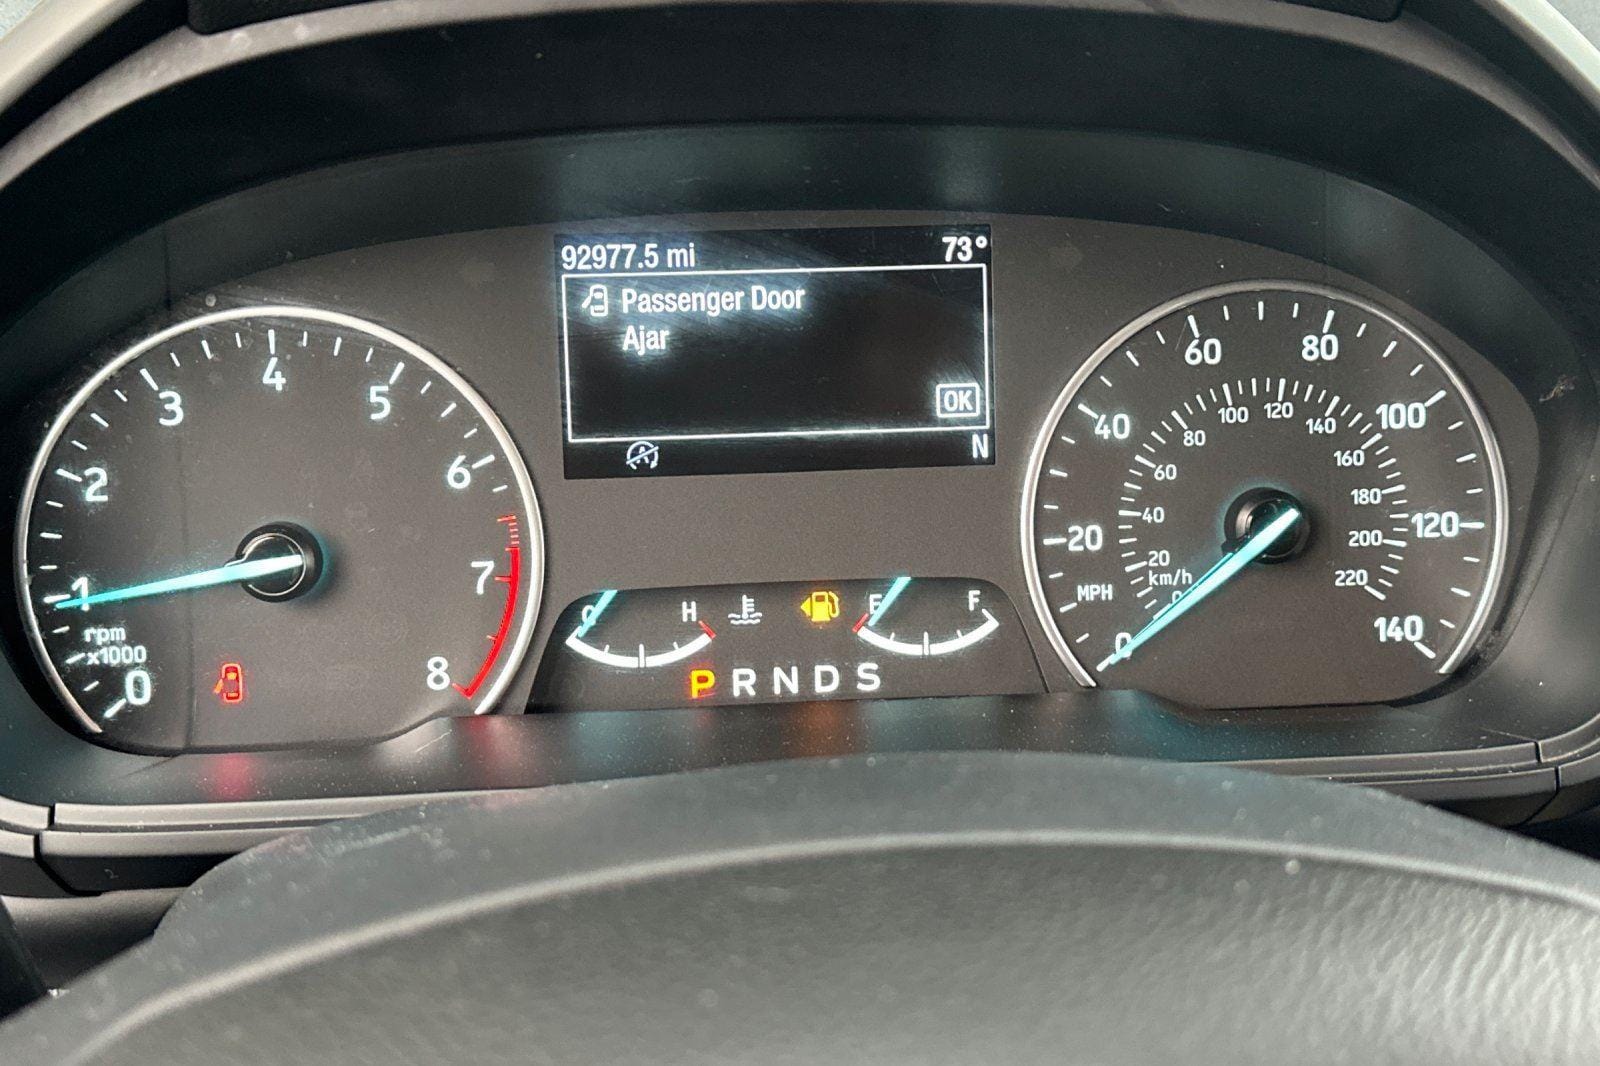 92977.5 mi 73°
Passenger Door
Ajar
OK
N
0 1 2 3 4 5 6 7 8
rpm
x1000
C H
E F
P R N D S
0 20 40 60 80 100 120 140
MPH
0 20 40 60 80 100 120 140 160 180 200 220
km/h